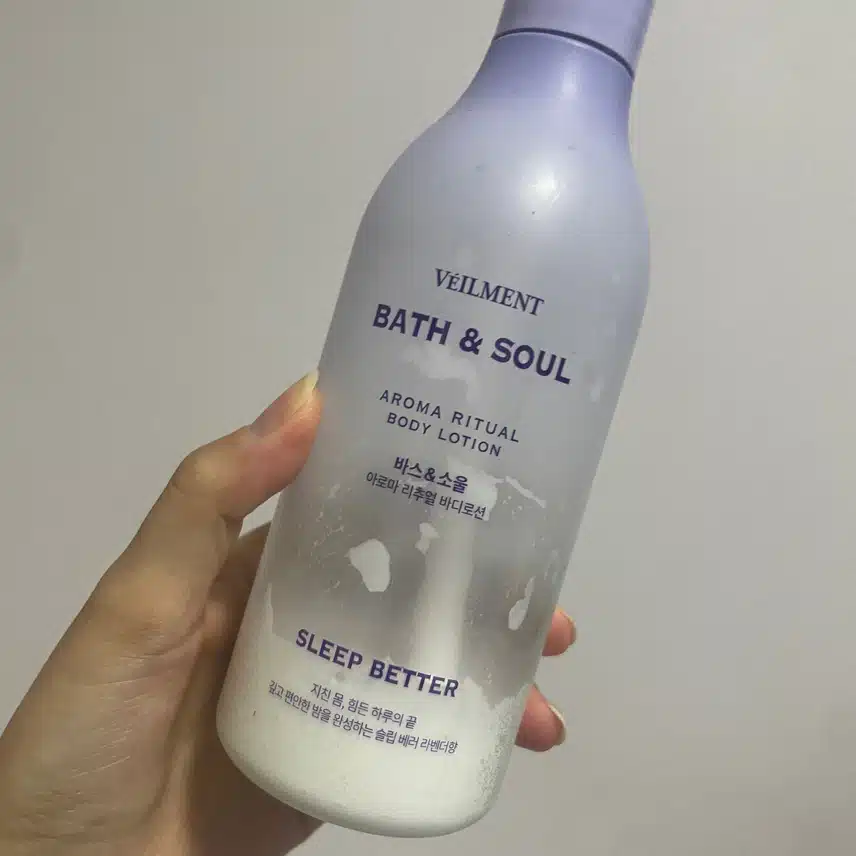 VéILMENT
BATH & SOUL
AROMA RITUAL
BODY LOTION
바스&소울
아로마 리추얼 바디로션
SLEEP BETTER
지친 몸, 힘든 하루의 끝
깊고 편안한 밤을 완성하는 슬립 베러 라벤더향